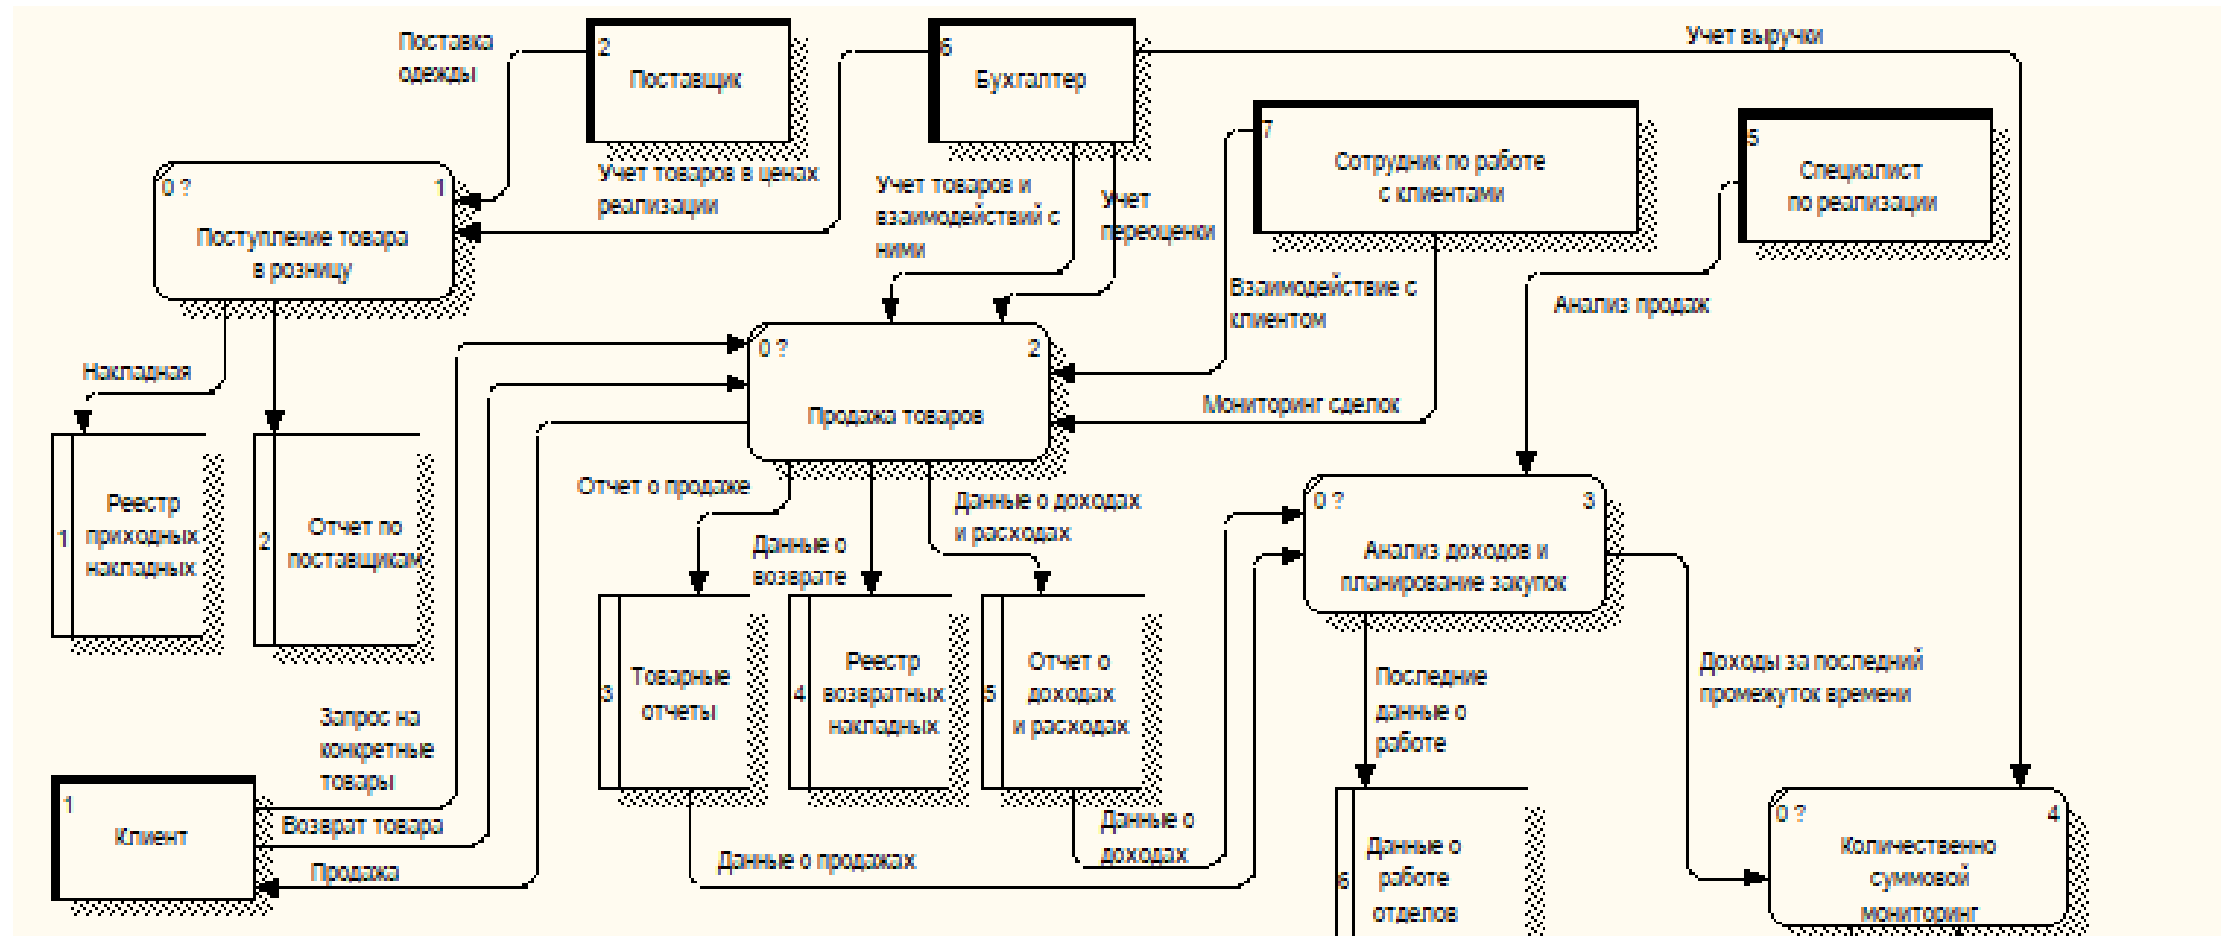 Поставка
одежды
2
Поставщик
6
Бухгалтер
Учет выручки
7
Сотрудник по работе
с клиентами
5
Специалист
по реализации
0 ?
1
Поступление товара
в розницу
Учет товаров в ценах
реализации
Учет товаров и
взаимодействий с
ними
Учет
переоценки
Взаимодействие с
клиентом
Анализ продаж
Накладная
0 ?
2
Продажа товаров
Мониторинг сделок
1
Реестр
приходных
накладных
2
Отчет по
поставщикам
Отчет о продаже
Данные о
возврате
Данные о доходах
и расходах
0 ?
3
Анализ доходов и
планирование закупок
3
Товарные
отчеты
4
Реестр
возвратных
накладных
5
Отчет о
доходах
и расходах
Последние
данные о
работе
Доходы за последний
промежуток времени
Запрос на
конкретные
товары
1
Клиент
Возврат товара
Продажа
Данные о продажах
Данные о
доходах
6
Данные о
работе
отделов
0 ?
4
Количественно
суммовой
мониторинг